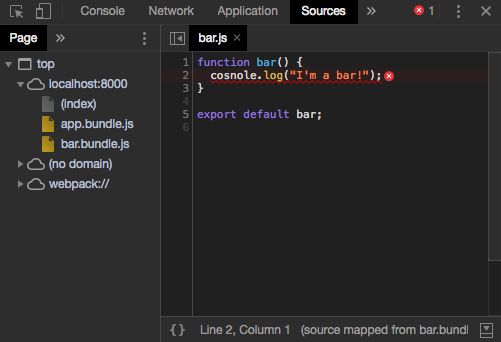 Console Network Application Sources » 1
Page » bar.js ×
top
localhost:8000
(index)
app.bundle.js
bar.bundle.js
(no domain)
webpack://
1 function bar() {
2 cosnole.log("I'm a bar!");
3 }
4
5 export default bar;
6
{} Line 2, Column 1 (source mapped from bar.bundl